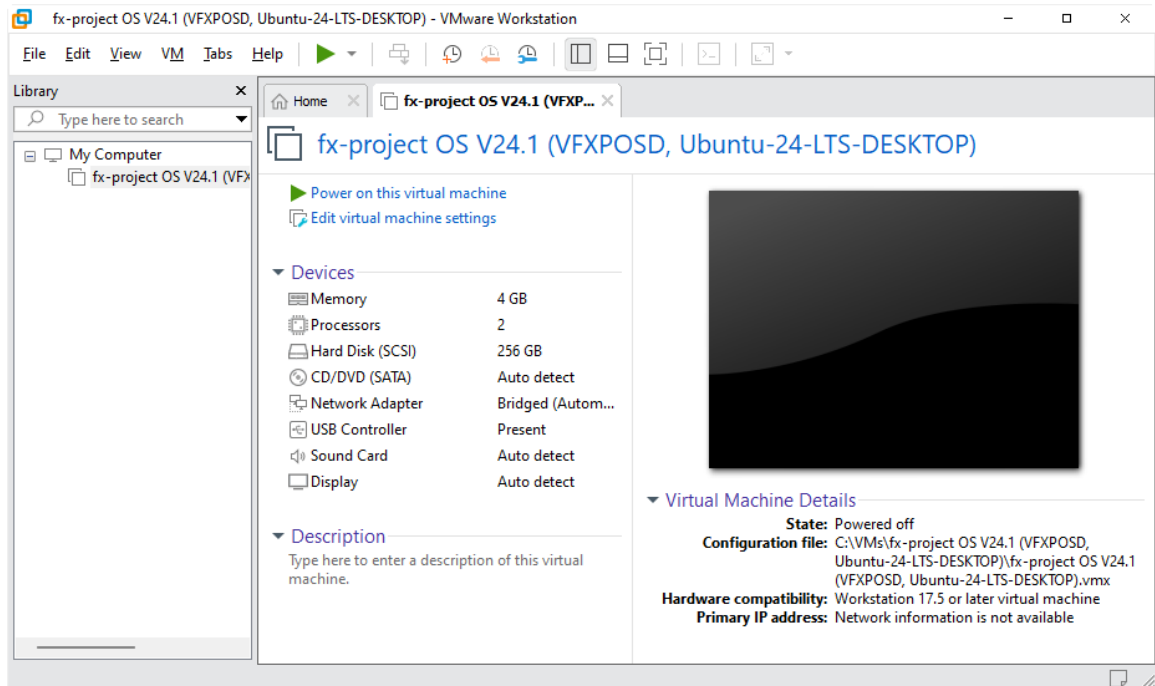 fx-project OS V24.1 (VFXPOSD, Ubuntu-24-LTS-DESKTOP) - VMware Workstation
File Edit View VM Tabs Help
Library
Type here to search
My Computer
fx-project OS V24.1 (VFX
Home
fx-project OS V24.1 (VFXP...
fx-project OS V24.1 (VFXPOSD, Ubuntu-24-LTS-DESKTOP)
Power on this virtual machine
Edit virtual machine settings
Devices
Memory 4 GB
Processors 2
Hard Disk (SCSI) 256 GB
CD/DVD (SATA) Auto detect
Network Adapter Bridged (Autom...
USB Controller Present
Sound Card Auto detect
Display Auto detect
Description
Type here to enter a description of this virtual
machine.
Virtual Machine Details
State: Powered off
Configuration file: C:\VMs\fx-project OS V24.1 (VFXPOSD,
Ubuntu-24-LTS-DESKTOP)\fx-project OS V24.1
(VFXPOSD, Ubuntu-24-LTS-DESKTOP).vmx
Hardware compatibility: Workstation 17.5 or later virtual machine
Primary IP address: Network information is not available